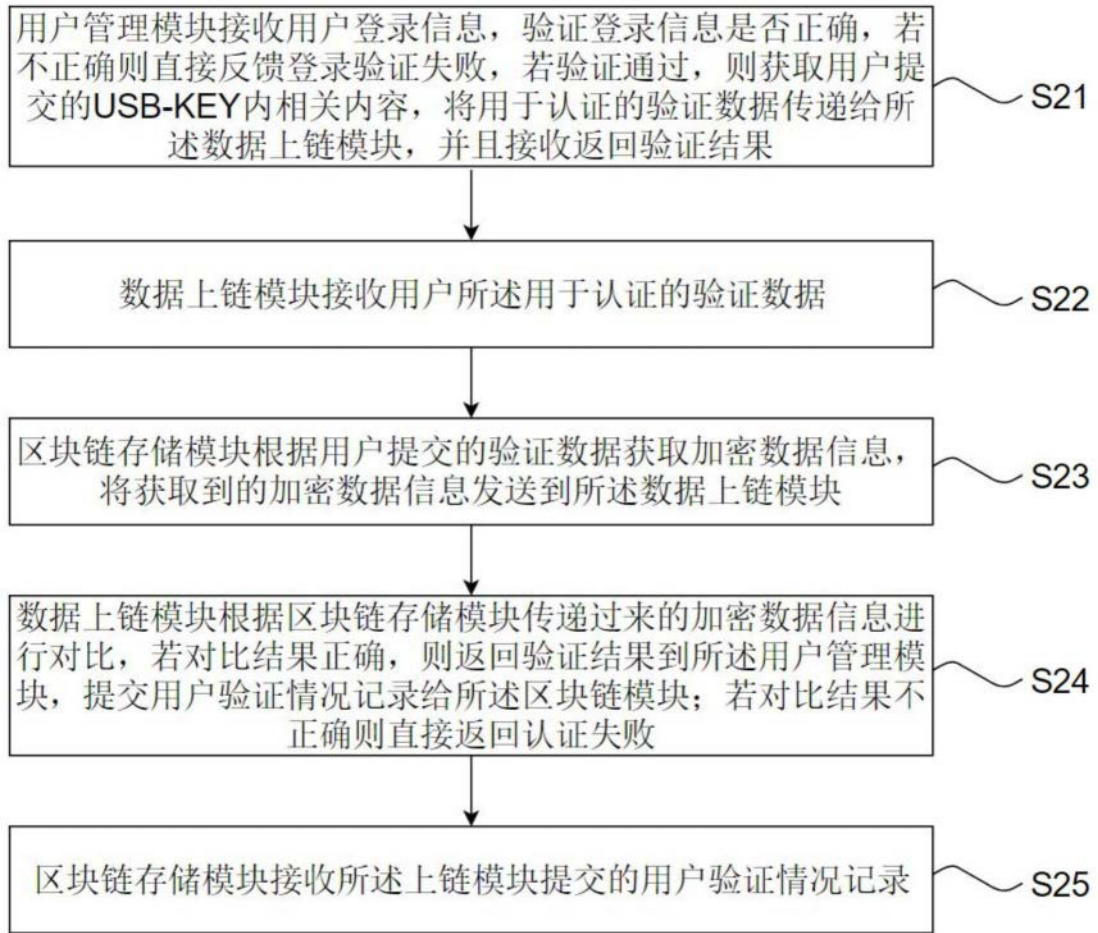 用户管理模块接收用户登录信息，验证登录信息是否正确，若
不正确则直接反馈登录验证失败，若验证通过，则获取用户提
交的USB-KEY内相关内容，将用于认证的验证数据传递给所
述数据上链模块，并且接收返回验证结果
S21
数据上链模块接收用户所述用于认证的验证数据
S22
区块链存储模块根据用户提交的验证数据获取加密数据信息，
将获取到的加密数据信息发送到所述数据上链模块
S23
数据上链模块根据区块链存储模块传递过来的加密数据信息进
行对比，若对比结果正确，则返回验证结果到所述用户管理模
块，提交用户验证情况记录给所述区块链模块；若对比结果不
正确则直接返回认证失败
S24
区块链存储模块接收所述上链模块提交的用户验证情况记录
S25